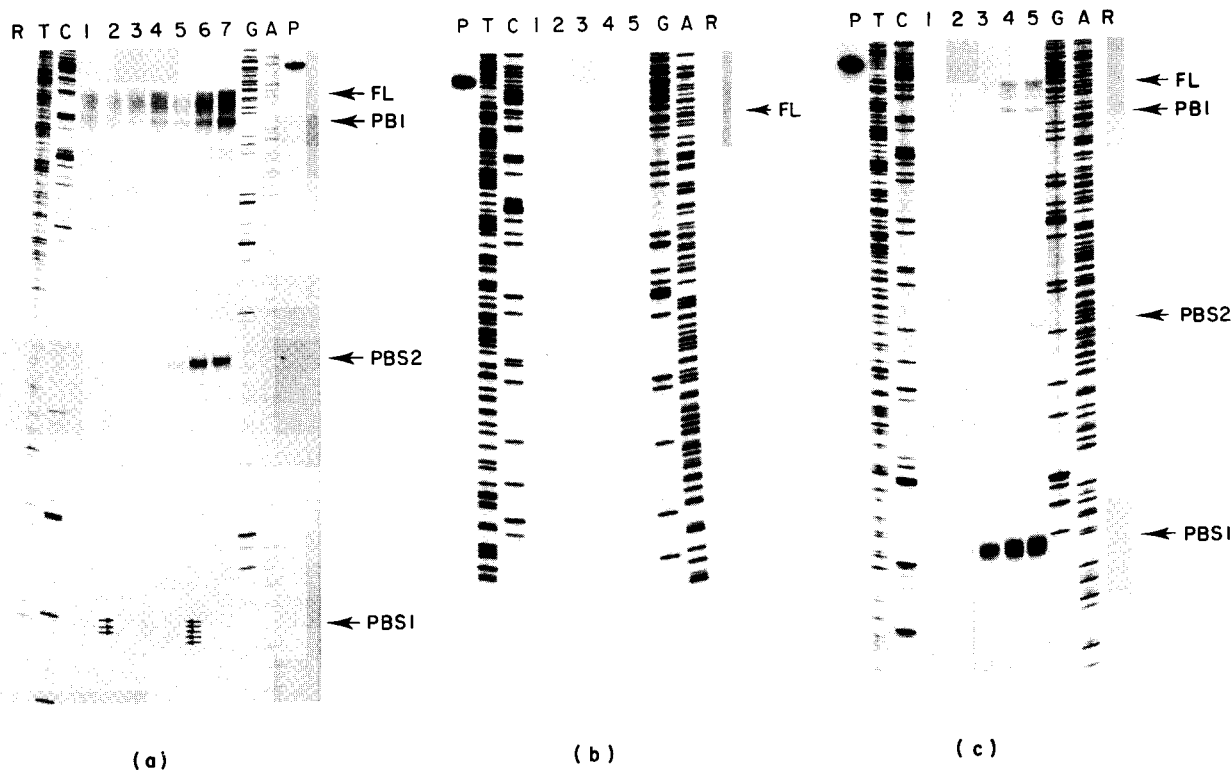 R T C 1 2 3 4 5 6 7 G A P
FL
PB1
PBS2
PBS1
(a)
P T C 1 2 3 4 5 G A R
FL
(b)
P T C 1 2 3 4 5 G A R
FL
PB1
PBS2
PBS1
(c)